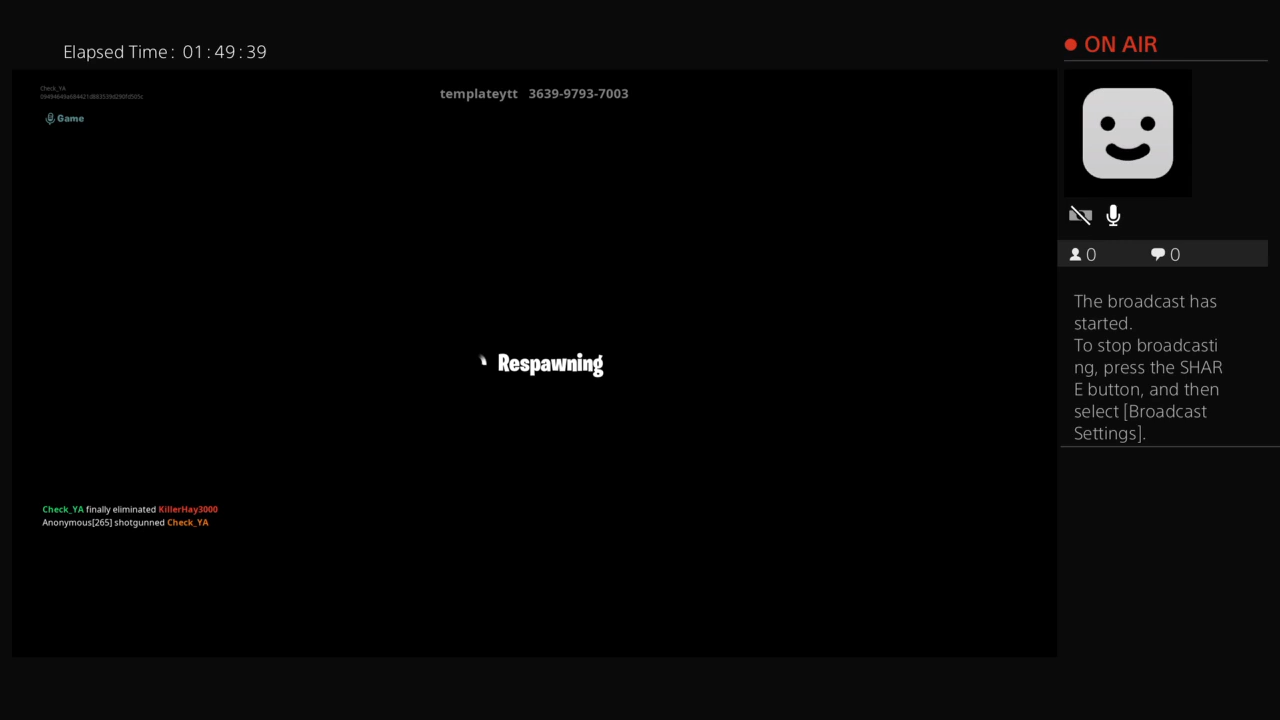 Elapsed Time: 01:49:39
ON AIR
Check_YA
templateytt 3639-9793-7003
Game
0 0
The broadcast has
started.
To stop broadcasti
ng, press the SHAR
E button, and then
select [Broadcast
Settings].
Respawning
Check_YA finally eliminated KillerHay3000
Anonymous[265] shotgunned Check_YA